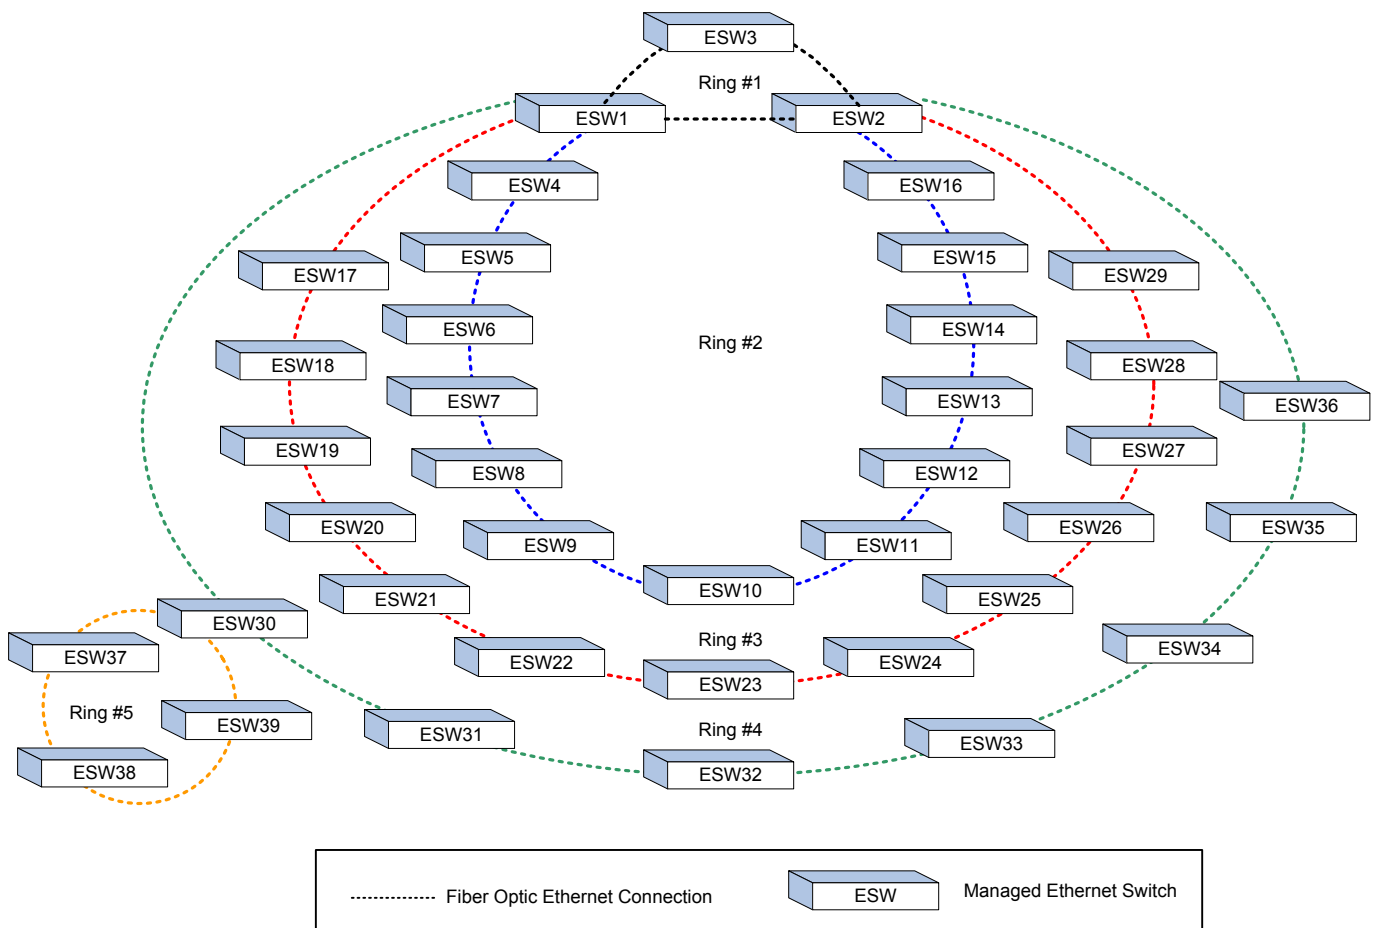 ESW3
Ring #1
ESW1
ESW2
ESW4
ESW16
ESW5
ESW15
ESW17
ESW29
ESW6
ESW14
Ring #2
ESW18
ESW28
ESW7
ESW13
ESW36
ESW19
ESW27
ESW8
ESW12
ESW20
ESW26
ESW35
ESW9
ESW11
ESW10
ESW21
ESW25
ESW30
Ring #3
ESW37
ESW22
ESW24
ESW34
ESW23
Ring #5
ESW39
ESW31
Ring #4
ESW33
ESW38
ESW32
Fiber Optic Ethernet Connection
ESW
Managed Ethernet Switch